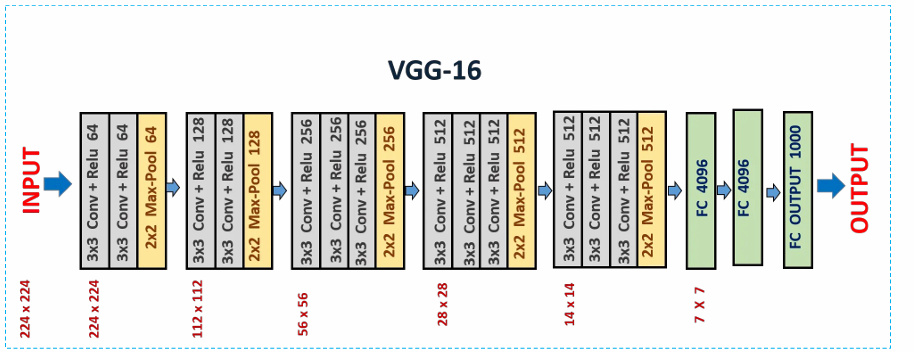 VGG-16
INPUT
3x3 Conv + Relu 64
3x3 Conv + Relu 64
2x2 Max-Pool 64
3x3 Conv + Relu 128
3x3 Conv + Relu 128
2x2 Max-Pool 128
3x3 Conv + Relu 256
3x3 Conv + Relu 256
3x3 Conv + Relu 256
2x2 Max-Pool 256
3x3 Conv + Relu 512
3x3 Conv + Relu 512
3x3 Conv + Relu 512
2x2 Max-Pool 512
3x3 Conv + Relu 512
3x3 Conv + Relu 512
3x3 Conv + Relu 512
2x2 Max-Pool 512
FC 4096
FC 4096
FC OUTPUT 1000
OUTPUT
224 x 224
224 x 224
112 x 112
56 x 56
28 x 28
14 x 14
7 X 7